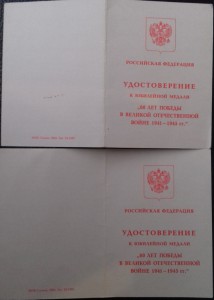 РОССИЙСКАЯ ФЕДЕРАЦИЯ
УДОСТОВЕРЕНИЕ
К ЮБИЛЕЙНОЙ МЕДАЛИ
"60 ЛЕТ ПОБЕДЫ
В ВЕЛИКОЙ ОТЕЧЕСТВЕННОЙ
ВОЙНЕ 1941–1945 гг."
РОССИЙСКАЯ ФЕДЕРАЦИЯ
УДОСТОВЕРЕНИЕ
К ЮБИЛЕЙНОЙ МЕДАЛИ
"60 ЛЕТ ПОБЕДЫ
В ВЕЛИКОЙ ОТЕЧЕСТВЕННОЙ
ВОЙНЕ 1941–1945 гг."